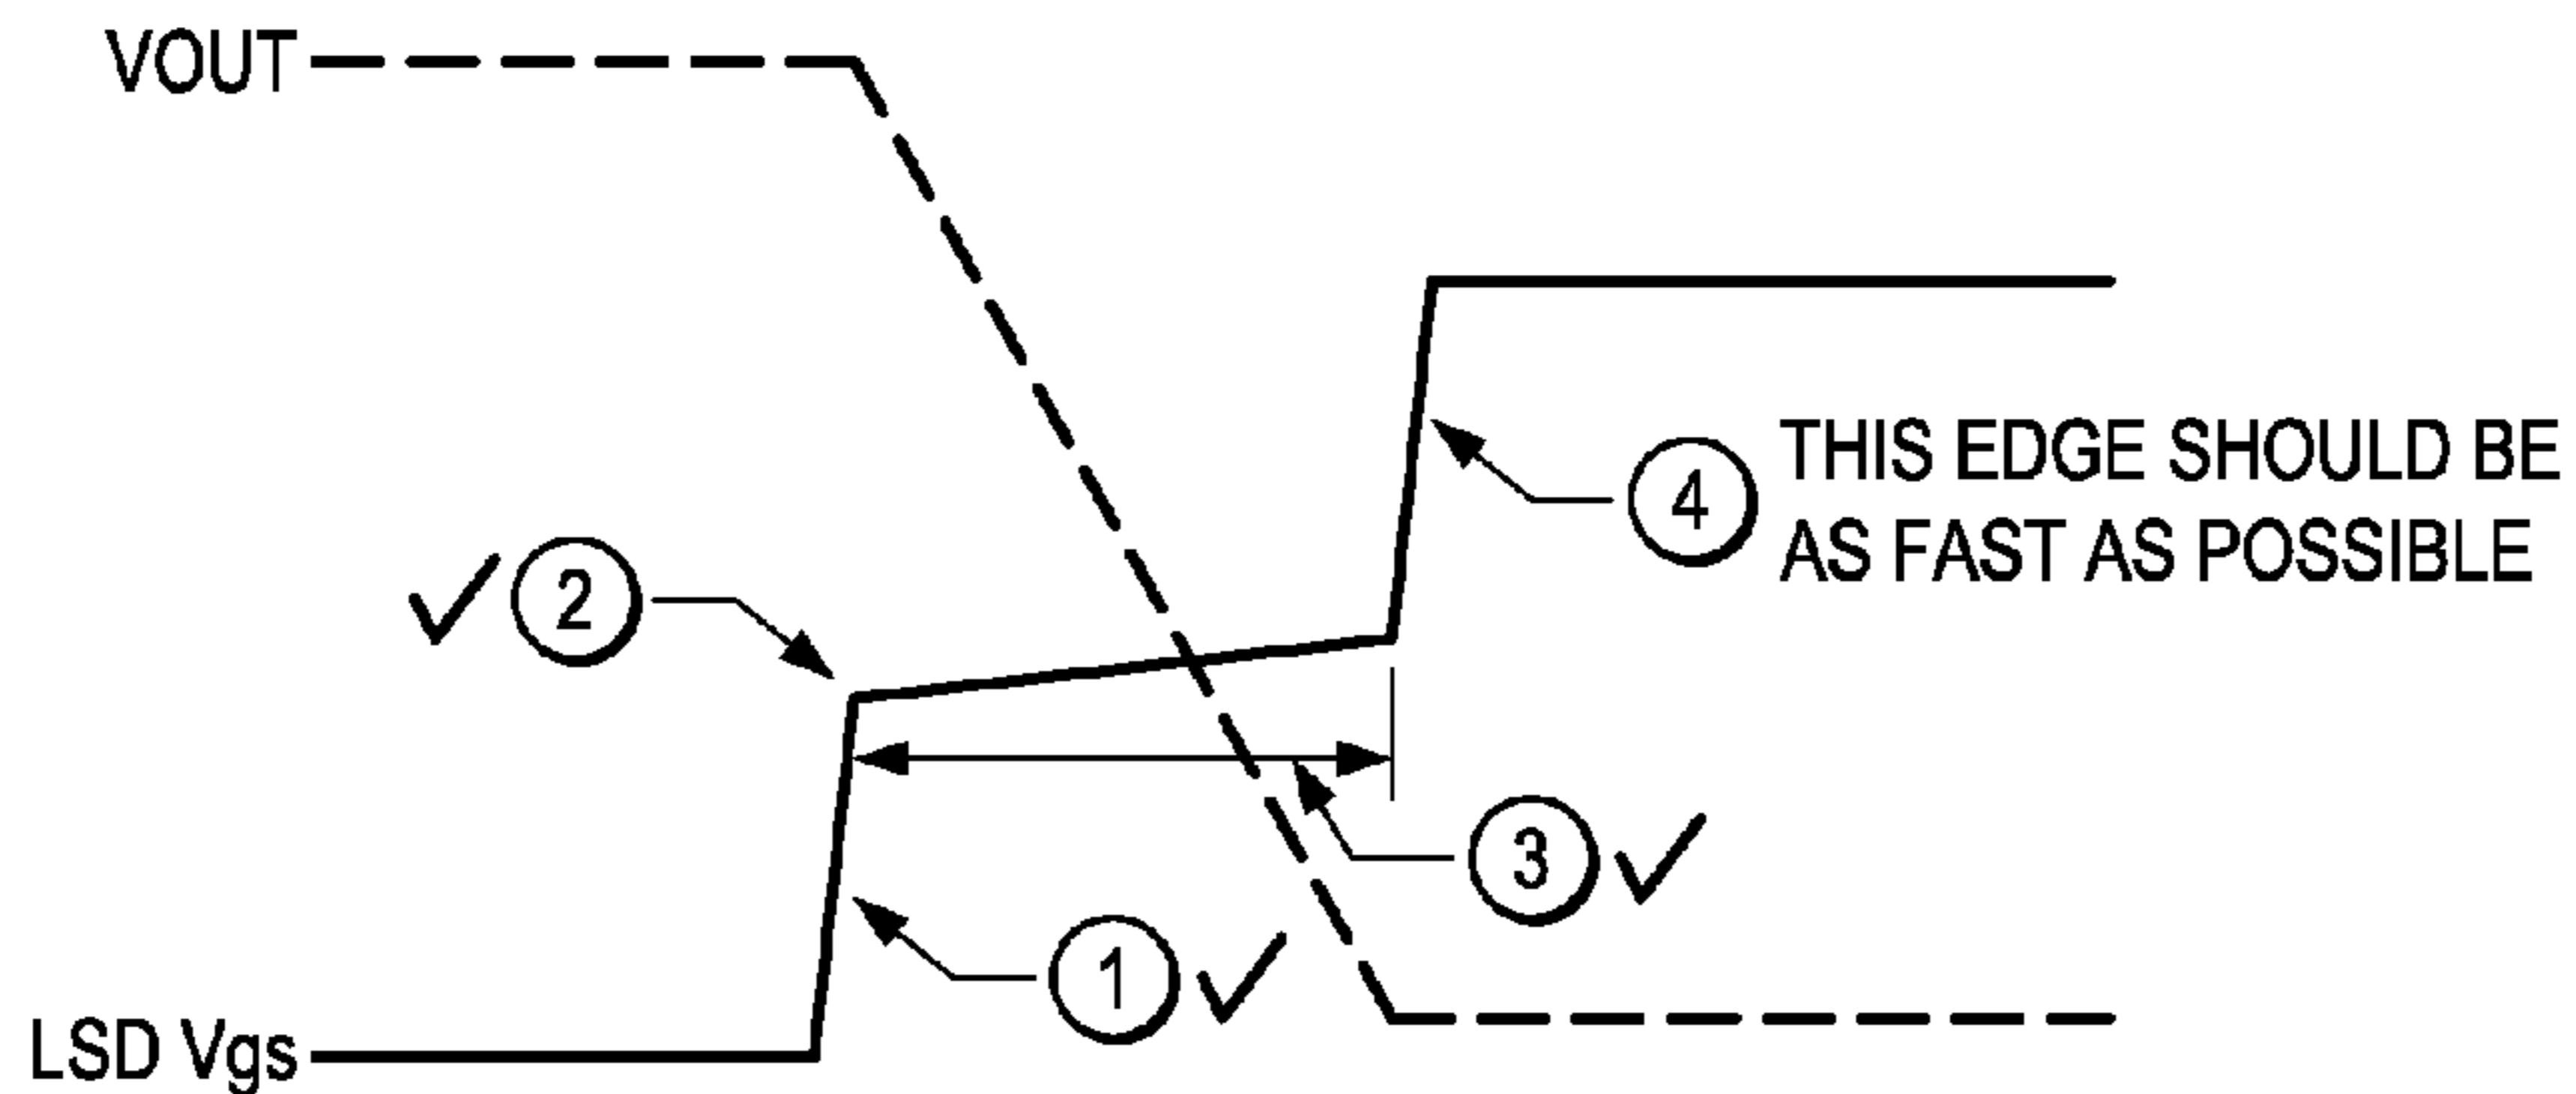 VOUT
4 THIS EDGE SHOULD BE
AS FAST AS POSSIBLE
✓ 2
3 ✓
1 ✓
LSD Vgs